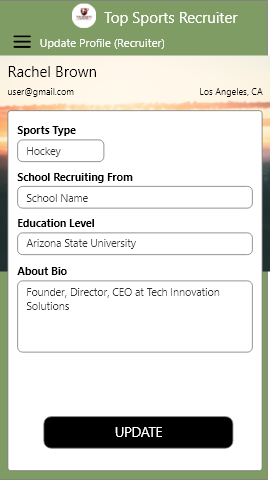 Top Sports Recruiter
Update Profile (Recruiter)
Rachel Brown
user@gmail.com
Los Angeles, CA
Sports Type
Hockey
School Recruiting From
School Name
Education Level
Arizona State University
About Bio
Founder, Director, CEO at Tech Innovation
Solutions
UPDATE